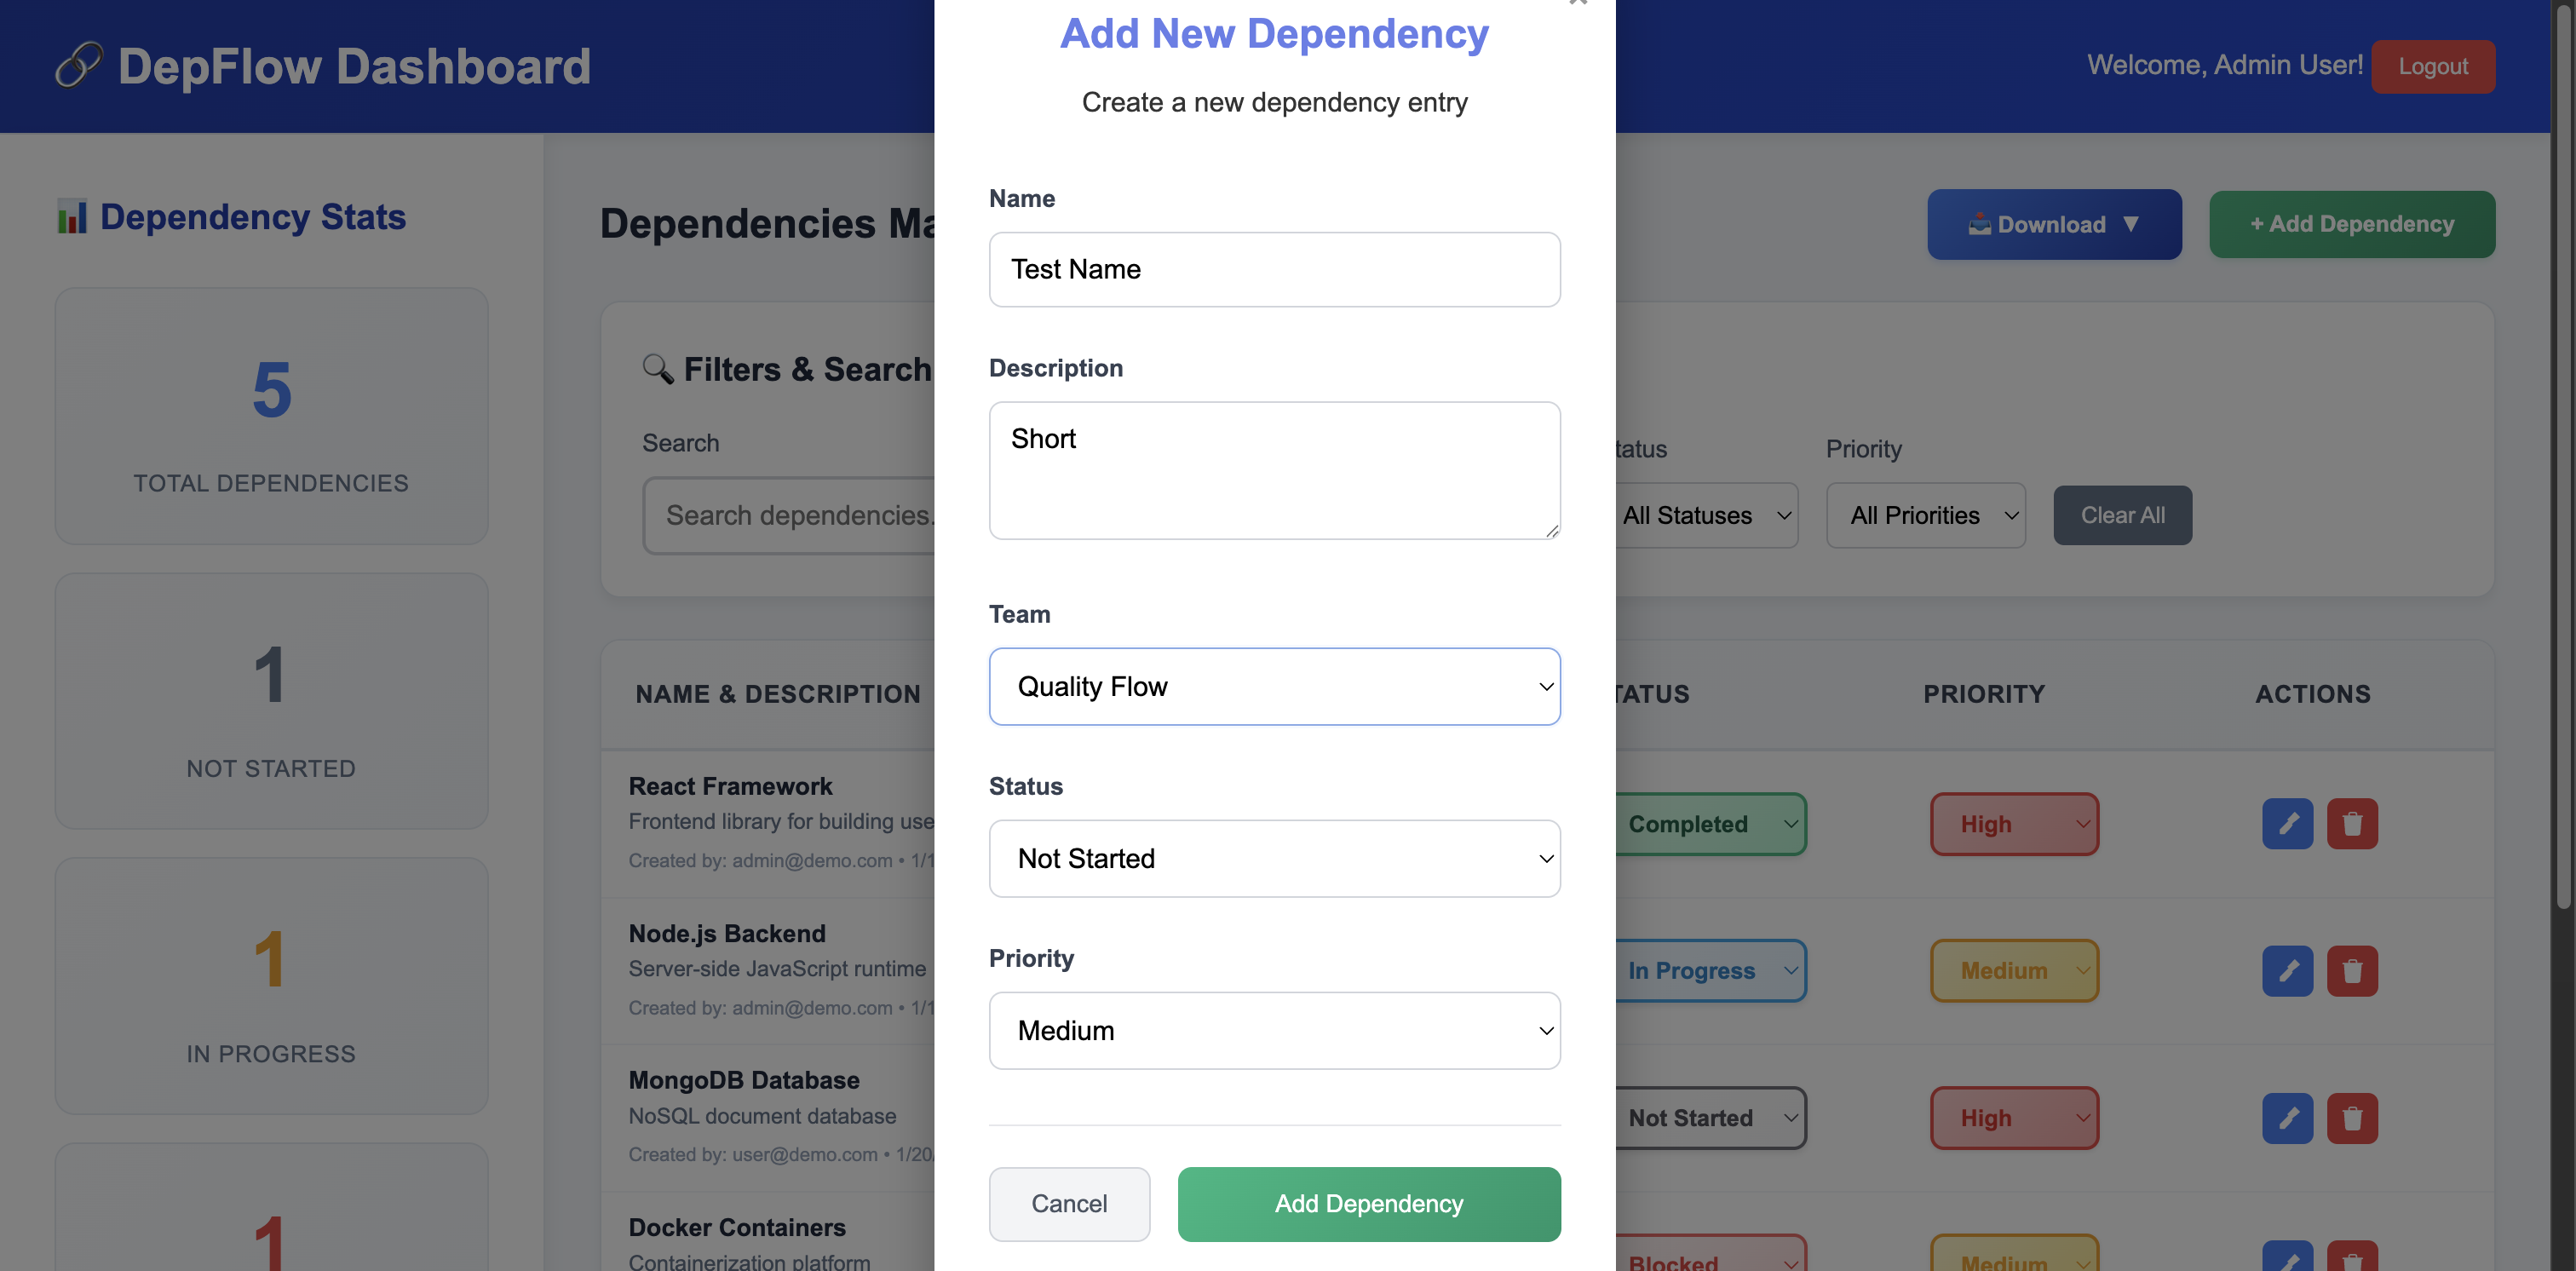 DepFlow Dashboard
Welcome, Admin User!
Logout
Dependency Stats
5
TOTAL DEPENDENCIES
1
NOT STARTED
1
IN PROGRESS
1
Dependencies Ma
Download ▼
+ Add Dependency
Filters & Search
Search
Search dependencies.
tatus
All Statuses
Priority
All Priorities
Clear All
NAME & DESCRIPTION
TATUS
PRIORITY
ACTIONS
React Framework
Frontend library for building use
Created by: admin@demo.com • 1/1
Completed
High
Node.js Backend
Server-side JavaScript runtime
Created by: admin@demo.com • 1/1
In Progress
Medium
MongoDB Database
NoSQL document database
Created by: user@demo.com • 1/20/
Not Started
High
Docker Containers
Containerization platform
Blocked
Medium
Add New Dependency
Create a new dependency entry
Name
Test Name
Description
Short
Team
Quality Flow
Status
Not Started
Priority
Medium
Cancel
Add Dependency